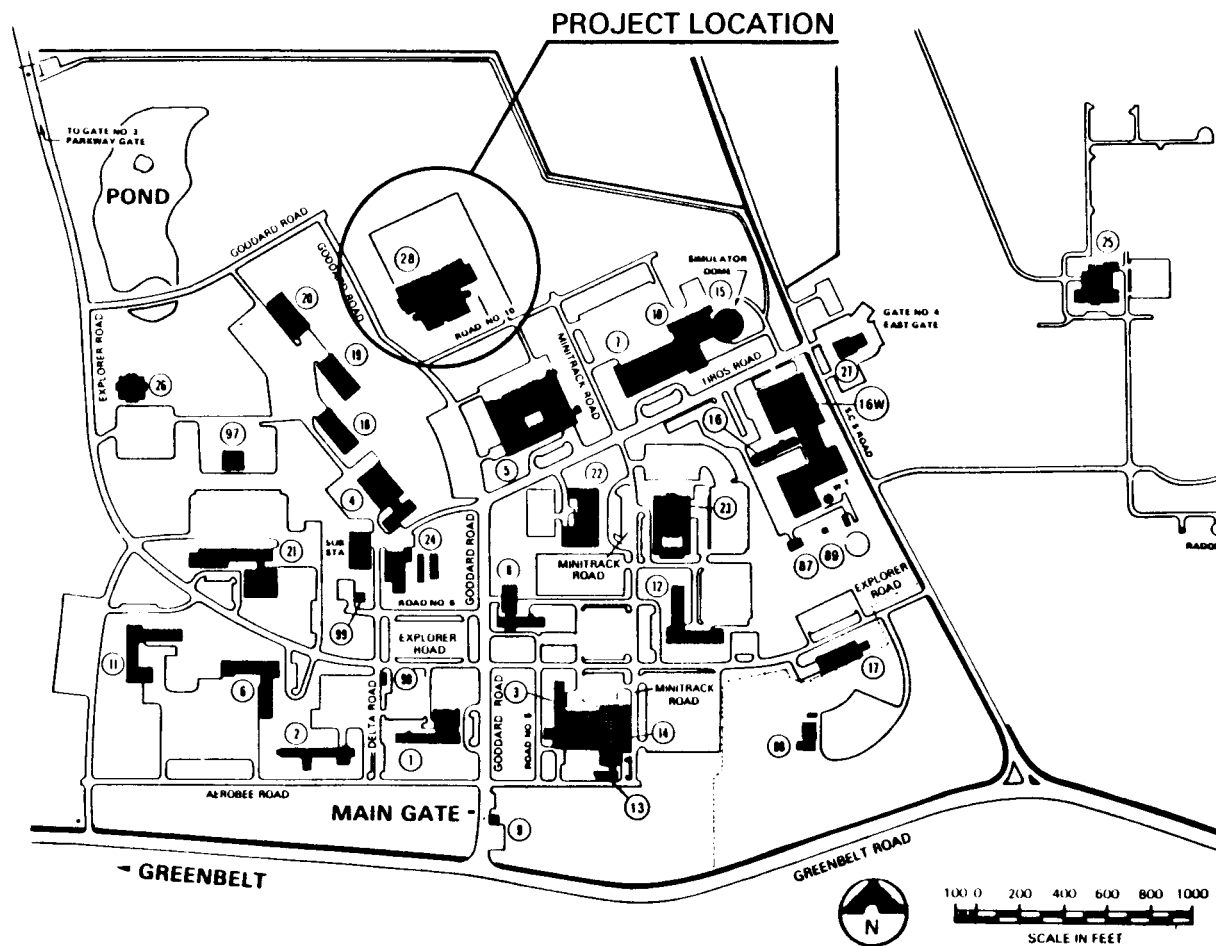 PROJECT LOCATION
TO GATE NO 3
PARKWAY GATE
POND
GODDARD ROAD
GODDARD ROAD
28
ROAD NO 10
SIMULATOR
DOME
15
10
7
25
GATE NO 4
EAST GATE
27
20
19
18
26
EXPLORER ROAD
97
MINITRACK ROAD
TIROS ROAD
16W
16
S.C.B ROAD
5
4
22
23
W T
87
89
RADOM
21
SUB
STA
24
GODDARD ROAD
MINITRACK
ROAD
8
12
ROAD NO 6
99
EXPLORER
ROAD
EXPLORER
ROAD
17
11
6
98
3
MINITRACK
ROAD
DELTA ROAD
GODDARD ROAD
ROAD NO 5
14
2
1
88
13
AEROBEE ROAD
MAIN GATE
9
GREENBELT
GREENBELT ROAD
N
100 0 200 400 600 800 1000
SCALE IN FEET